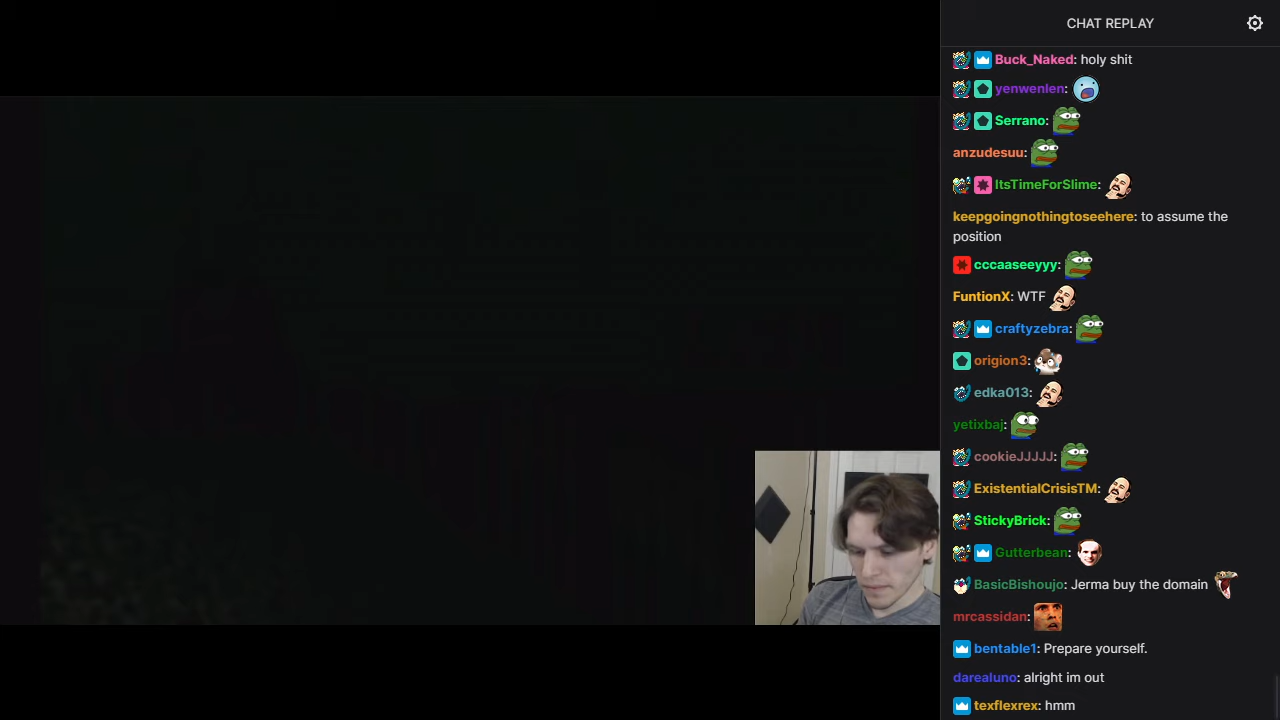 CHAT REPLAY
Buck_Naked: holy shit
yenwenlen:
Serrano:
anzudesuu:
ItsTimeForSlime:
keepgoingnothingtoseehere: to assume the
position
cccaaseeyyy:
FuntionX: WTF
craftyzebra:
origion3:
edka013:
yetixbaj:
cookieJJJJJ:
ExistentialCrisisTM:
StickyBrick:
Gutterbean:
BasicBishoujo: Jerma buy the domain
mrcassidan:
bentable1: Prepare yourself.
darealuno: alright im out
texflexrex: hmm